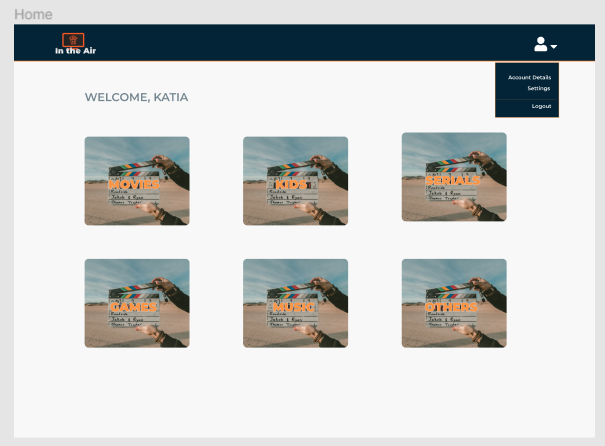 Home
In the Air
Account Details
Settings
Logout
WELCOME, KATIA
MOVIES
KIDS
SERIALS
GAMES
MUSIC
OTHERS